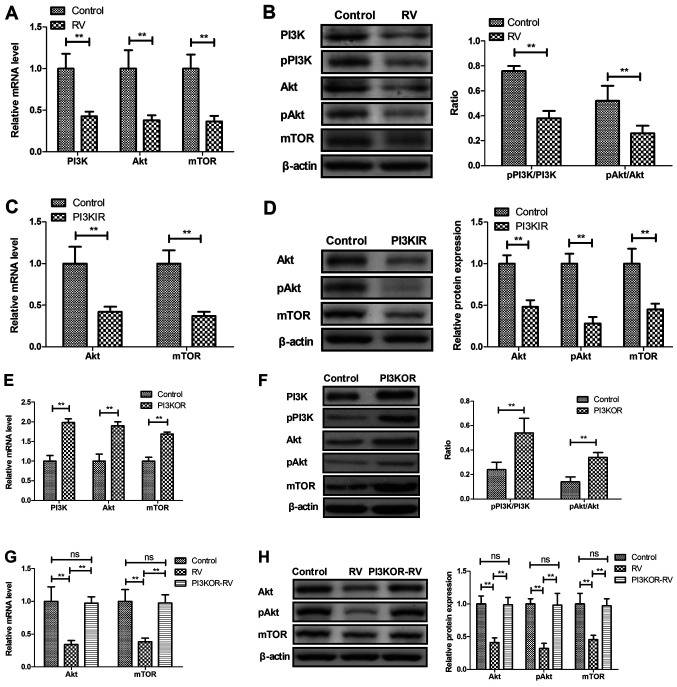 A
Control
RV
Relative mRNA level
1.5
1.0
0.5
0.0
** ** **
PI3K Akt mTOR
B
Control RV
PI3K
pPI3K
Akt
pAkt
mTOR
β-actin
Control
RV
Ratio
1.0
0.8
0.6
0.4
0.2
0.0
** **
pPI3K/PI3K pAkt/Akt
C
Control
PI3KIR
Relative mRNA level
1.5
1.0
0.5
0.0
** **
Akt mTOR
D
Control PI3KIR
Akt
pAkt
mTOR
β-actin
Control
PI3KIR
Relative protein expression
1.5
1.0
0.5
0.0
** ** **
Akt pAkt mTOR
E
Control
PI3KOR
Relative mRNA level
2.5
2.0
1.5
1.0
0.5
0.0
** ** **
PI3K Akt mTOR
F
Control PI3KOR
PI3K
pPI3K
Akt
pAkt
mTOR
β-actin
Control
PI3KOR
Ratio
0.8
0.6
0.4
0.2
0.0
** **
pPI3K/PI3K pAkt/Akt
G
Control
RV
PI3KOR-RV
Relative mRNA level
1.5
1.0
0.5
0.0
ns ns
** ** ** **
Akt mTOR
H
Control RV PI3KOR-RV
Akt
pAkt
mTOR
β-actin
Control
RV
PI3KOR-RV
Relative protein expression
1.5
1.0
0.5
0.0
ns ns ns
** ** ** ** ** **
Akt pAkt mTOR